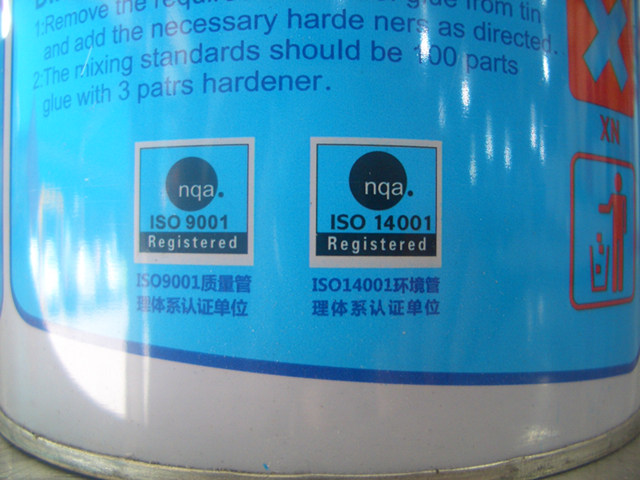 1:Remove the glue from tin
and add the necessary harde ners as directed.
2:The mixing standards should be 100 parts
glue with 3 patrs hardener.
XN
nqa.
ISO 9001
Registered
nqa.
ISO 14001
Registered
ISO9001质量管
理体系认证单位
ISO14001环境管
理体系认证单位